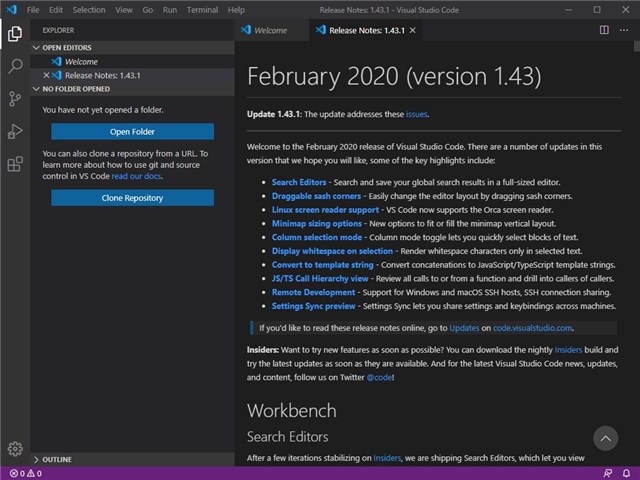 File Edit Selection View Go Run Terminal Help Release Notes: 1.43.1 - Visual Studio Code
EXPLORER
OPEN EDITORS
Welcome
Release Notes: 1.43.1
NO FOLDER OPENED
You have not yet opened a folder.
Open Folder
You can also clone a repository from a URL. To
learn more about how to use git and source
control in VS Code read our docs.
Clone Repository
OUTLINE
0 0
Welcome Release Notes: 1.43.1
February 2020 (version 1.43)
Update 1.43.1: The update addresses these issues.
Welcome to the February 2020 release of Visual Studio Code. There are a number of updates in this
version that we hope you will like, some of the key highlights include:
• Search Editors - Search and save your global search results in a full-sized editor.
• Draggable sash corners - Easily change the editor layout by dragging sash corners.
• Linux screen reader support - VS Code now supports the Orca screen reader.
• Minimap sizing options - New options to fit or fill the minimap vertical layout.
• Column selection mode - Column mode toggle lets you quickly select blocks of text.
• Display whitespace on selection - Render whitespace characters only in selected text.
• Convert to template string - Convert concatenations to JavaScript/TypeScript template strings.
• JS/TS Call Hierarchy view - Review all calls to or from a function and drill into callers of callers.
• Remote Development - Support for Windows and macOS SSH hosts, SSH connection sharing.
• Settings Sync preview - Settings Sync lets you share settings and keybindings across machines.
If you'd like to read these release notes online, go to Updates on code.visualstudio.com.
Insiders: Want to try new features as soon as possible? You can download the nightly Insiders build and
try the latest updates as soon as they are available. And for the latest Visual Studio Code news, updates,
and content, follow us on Twitter @code!
Workbench
Search Editors
After a few iterations stabilizing on Insiders, we are shipping Search Editors, which let you view